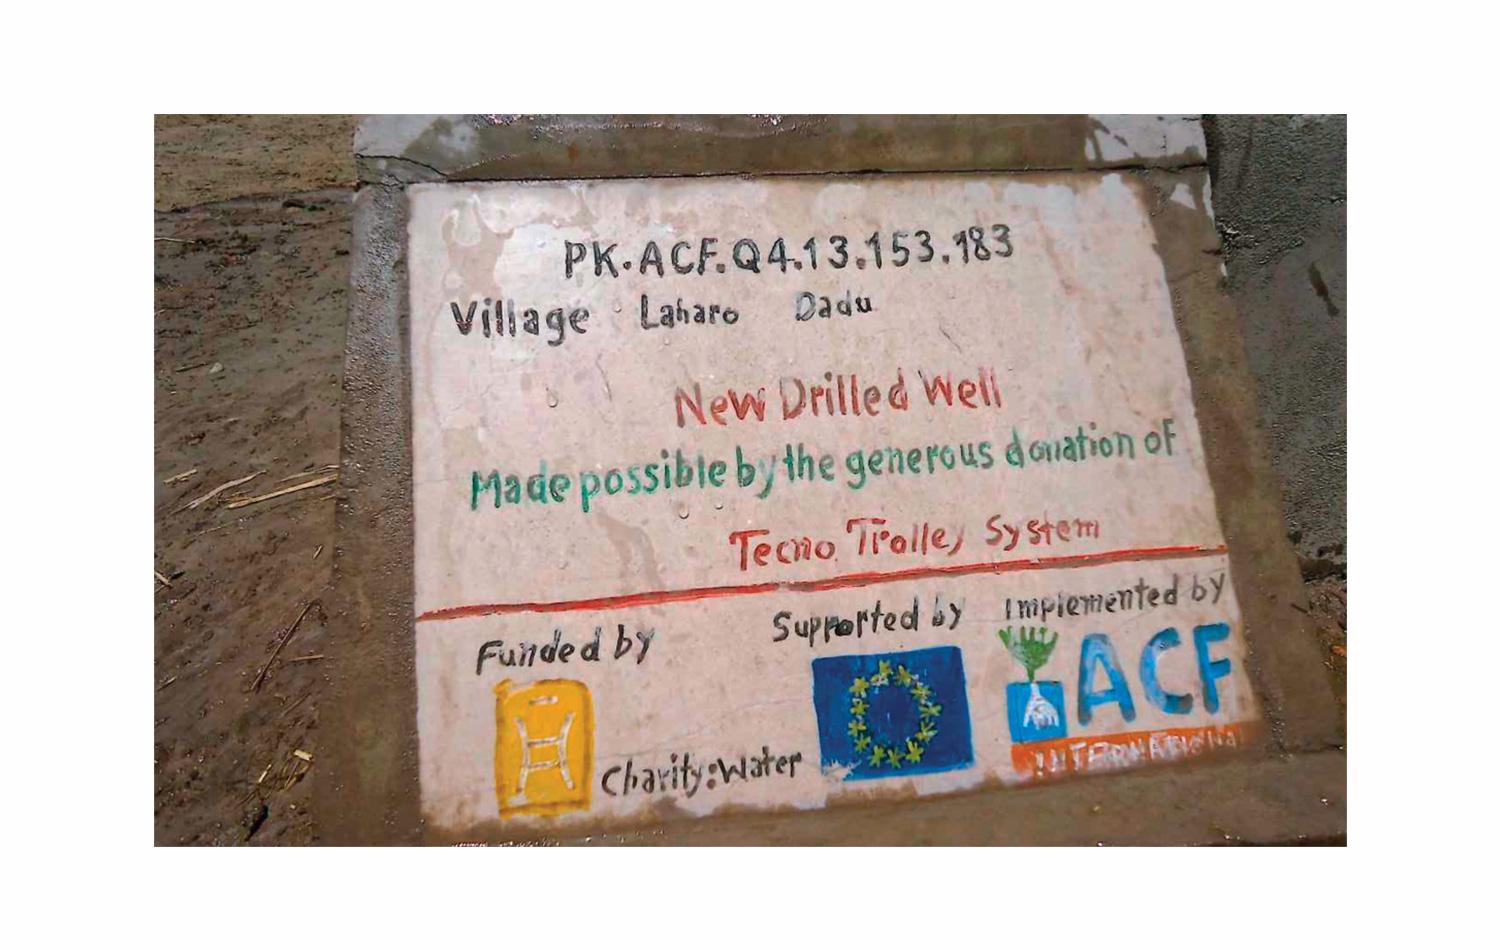 PK.ACF.Q4.13.153.183
Village Laharo Dadu
New Drilled Well
Made possible by the generous donation of
Tecno Trolley System
Funded by
Supported by
Implemented by
Charity:Water
ACF
INTERNATIONAL